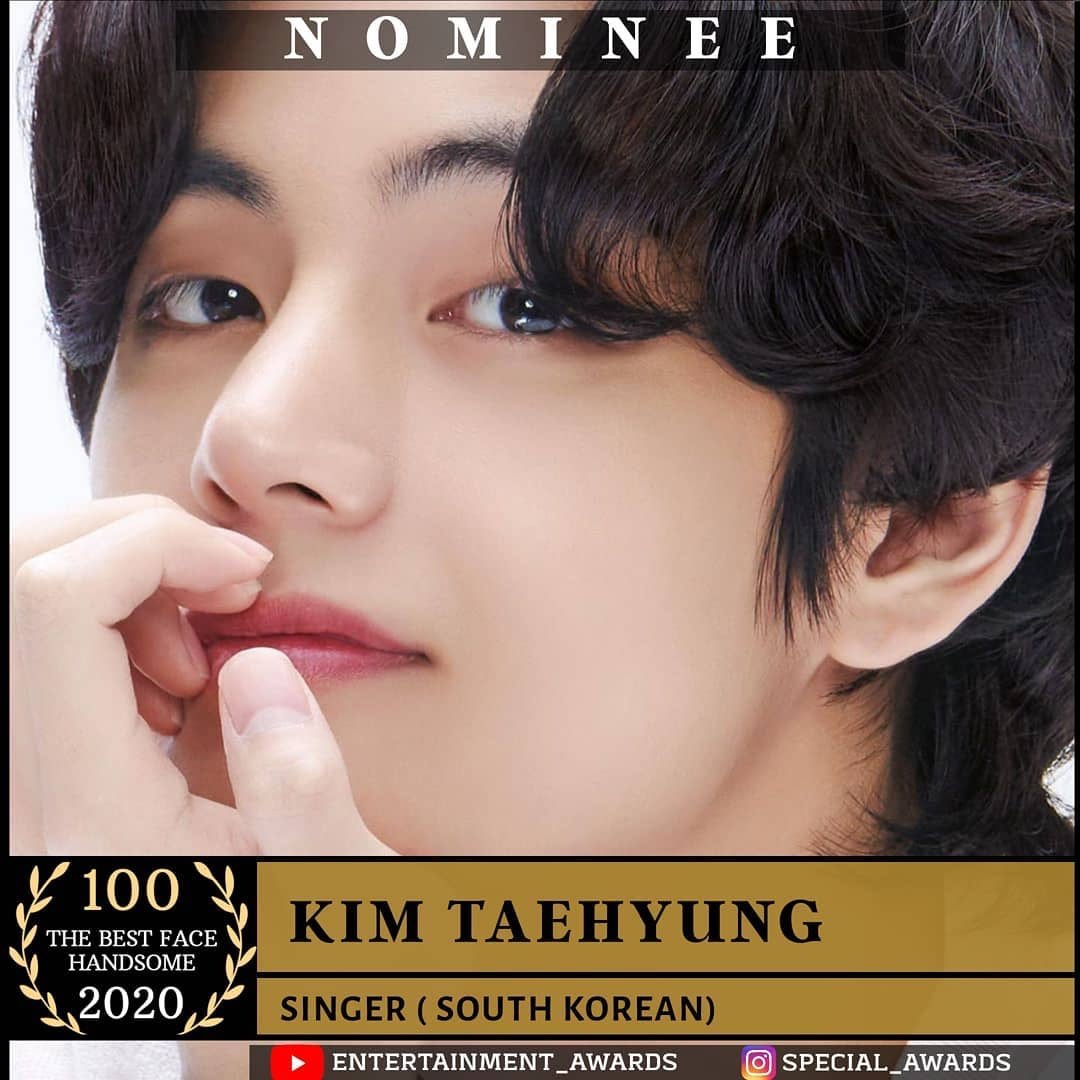 NOMINEE
100
THE BEST FACE
HANDSOME
2020
KIM TAEHYUNG
SINGER ( SOUTH KOREAN)
ENTERTAINMENT_AWARDS
SPECIAL_AWARDS